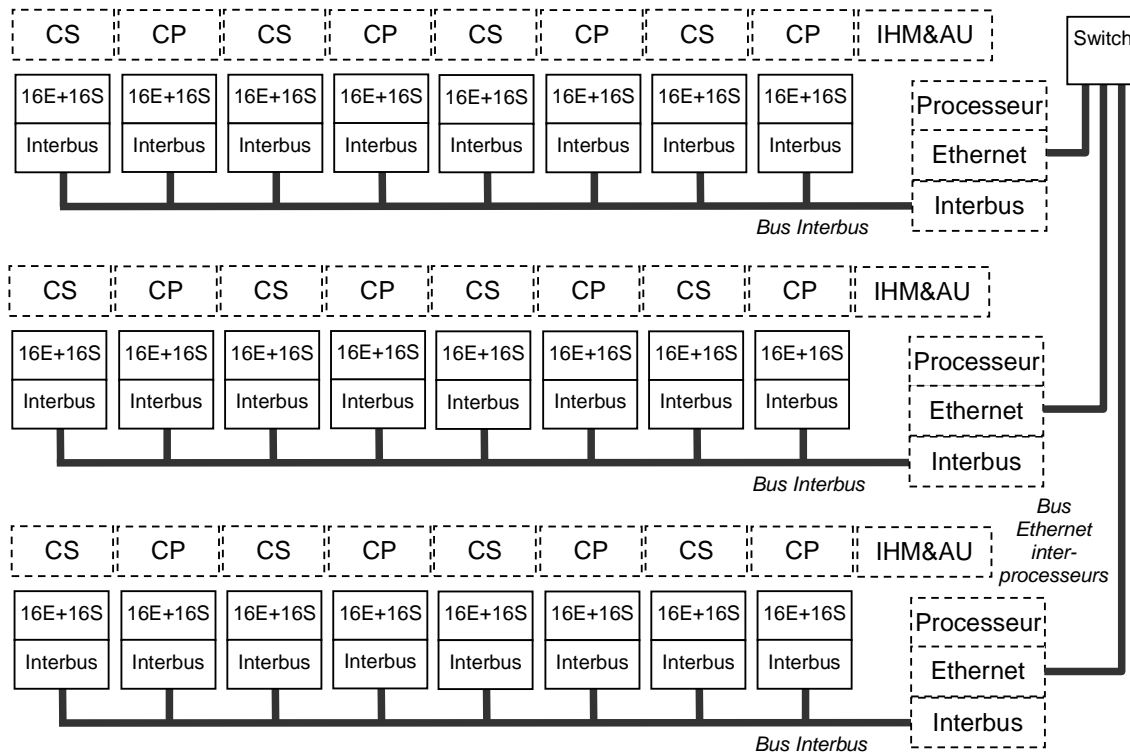 CS CP CS CP CS CP CS CP IHM&AU
Switch
16E+16S 16E+16S 16E+16S 16E+16S 16E+16S 16E+16S 16E+16S 16E+16S
Processeur
Interbus Interbus Interbus Interbus Interbus Interbus Interbus Interbus
Ethernet
Interbus
Bus Interbus
CS CP CS CP CS CP CS CP IHM&AU
16E+16S 16E+16S 16E+16S 16E+16S 16E+16S 16E+16S 16E+16S 16E+16S
Processeur
Interbus Interbus Interbus Interbus Interbus Interbus Interbus Interbus
Ethernet
Interbus
Bus Interbus
Bus
Ethernet
inter-
processeurs
CS CP CS CP CS CP CS CP IHM&AU
16E+16S 16E+16S 16E+16S 16E+16S 16E+16S 16E+16S 16E+16S 16E+16S
Processeur
Interbus Interbus Interbus Interbus Interbus Interbus Interbus Interbus
Ethernet
Interbus
Bus Interbus